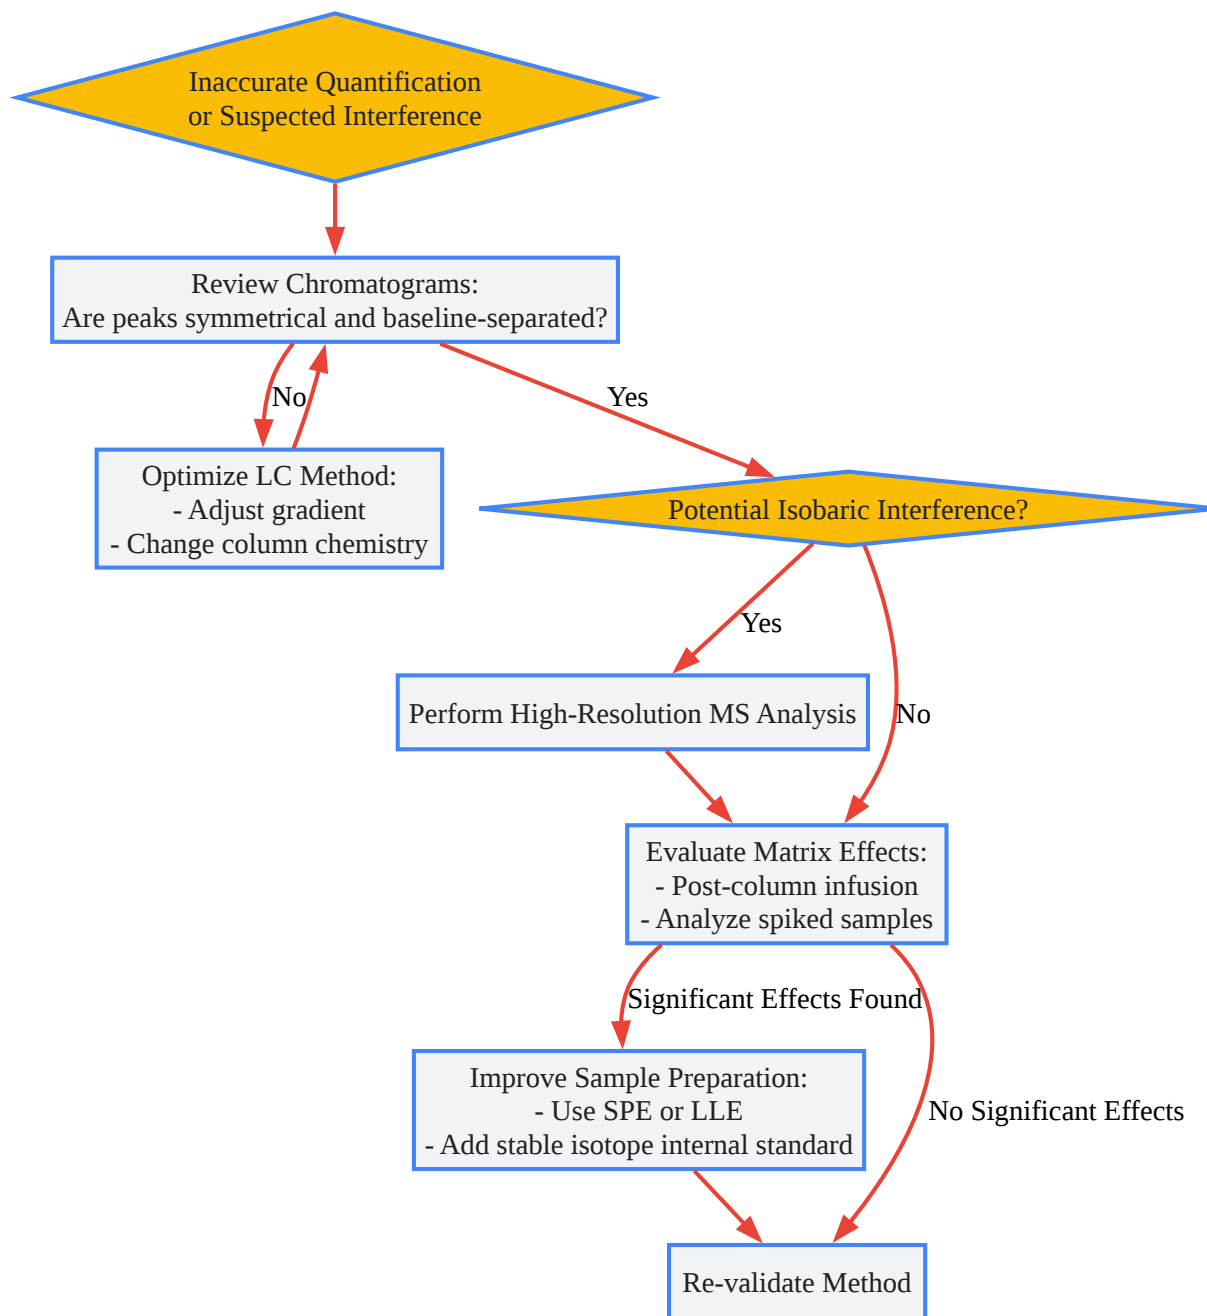 Inaccurate Quantification
or Suspected Interference
Review Chromatograms:
Are peaks symmetrical and baseline-separated?
No
Yes
Optimize LC Method:
- Adjust gradient
- Change column chemistry
Potential Isobaric Interference?
Yes
Perform High-Resolution MS Analysis
No
Evaluate Matrix Effects:
- Post-column infusion
- Analyze spiked samples
Significant Effects Found
Improve Sample Preparation:
- Use SPE or LLE
- Add stable isotope internal standard
No Significant Effects
Re-validate Method